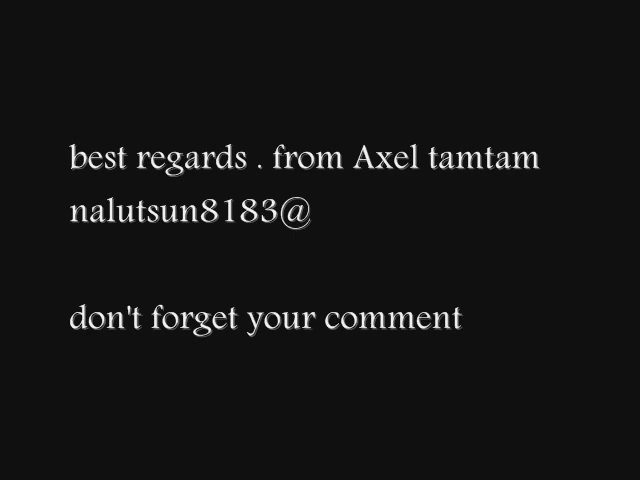 best regards . from Axel tamtam
nalutsun8183@
don't forget your comment